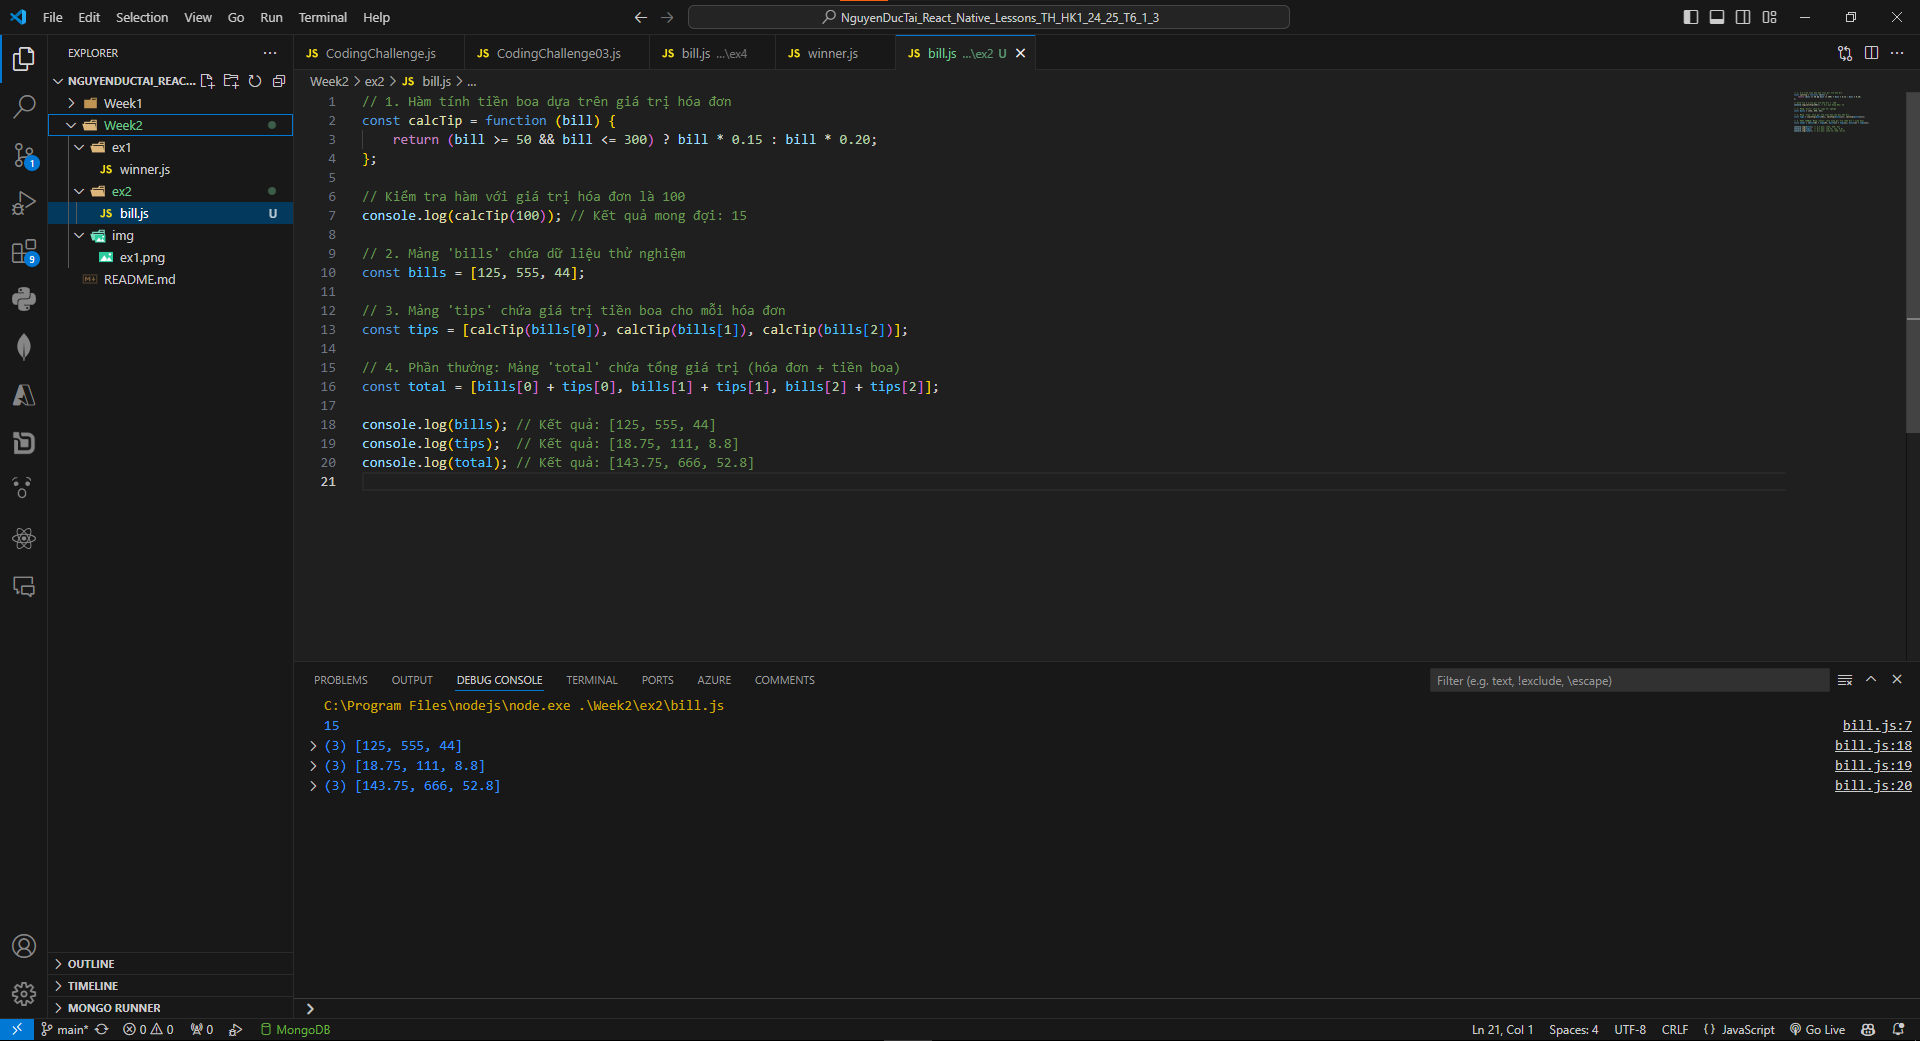 File Edit Selection View Go Run Terminal Help
NguyenDucTai_React_Native_Lessons_TH_HK1_24_25_T6_1_3
EXPLORER
NGUYENDUCTAI_REAC...
Week1
Week2
ex1
JS winner.js
ex2
JS bill.js U
img
ex1.png
README.md
OUTLINE
TIMELINE
MONGO RUNNER
1
9
JS CodingChallenge.js JS CodingChallenge03.js JS bill.js ...\ex4 JS winner.js JS bill.js ...\ex2 U
Week2 > ex2 > JS bill.js > ...
1 // 1. Hàm tính tiền boa dựa trên giá trị hóa đơn
2 const calcTip = function (bill) {
3 return (bill >= 50 && bill <= 300) ? bill * 0.15 : bill * 0.20;
4 };
5
6 // Kiểm tra hàm với giá trị hóa đơn là 100
7 console.log(calcTip(100)); // Kết quả mong đợi: 15
8
9 // 2. Mảng 'bills' chứa dữ liệu thử nghiệm
10 const bills = [125, 555, 44];
11
12 // 3. Mảng 'tips' chứa giá trị tiền boa cho mỗi hóa đơn
13 const tips = [calcTip(bills[0]), calcTip(bills[1]), calcTip(bills[2])];
14
15 // 4. Phần thưởng: Mảng 'total' chứa tổng giá trị (hóa đơn + tiền boa)
16 const total = [bills[0] + tips[0], bills[1] + tips[1], bills[2] + tips[2]];
17
18 console.log(bills); // Kết quả: [125, 555, 44]
19 console.log(tips);  // Kết quả: [18.75, 111, 8.8]
20 console.log(total); // Kết quả: [143.75, 666, 52.8]
21
PROBLEMS OUTPUT DEBUG CONSOLE TERMINAL PORTS AZURE COMMENTS
Filter (e.g. text, !exclude, \escape)
C:\Program Files\nodejs\node.exe .\Week2\ex2\bill.js
15 bill.js:7
> (3) [125, 555, 44] bill.js:18
> (3) [18.75, 111, 8.8] bill.js:19
> (3) [143.75, 666, 52.8] bill.js:20
>
main* 0 0 0 MongoDB
Ln 21, Col 1 Spaces: 4 UTF-8 CRLF {} JavaScript Go Live